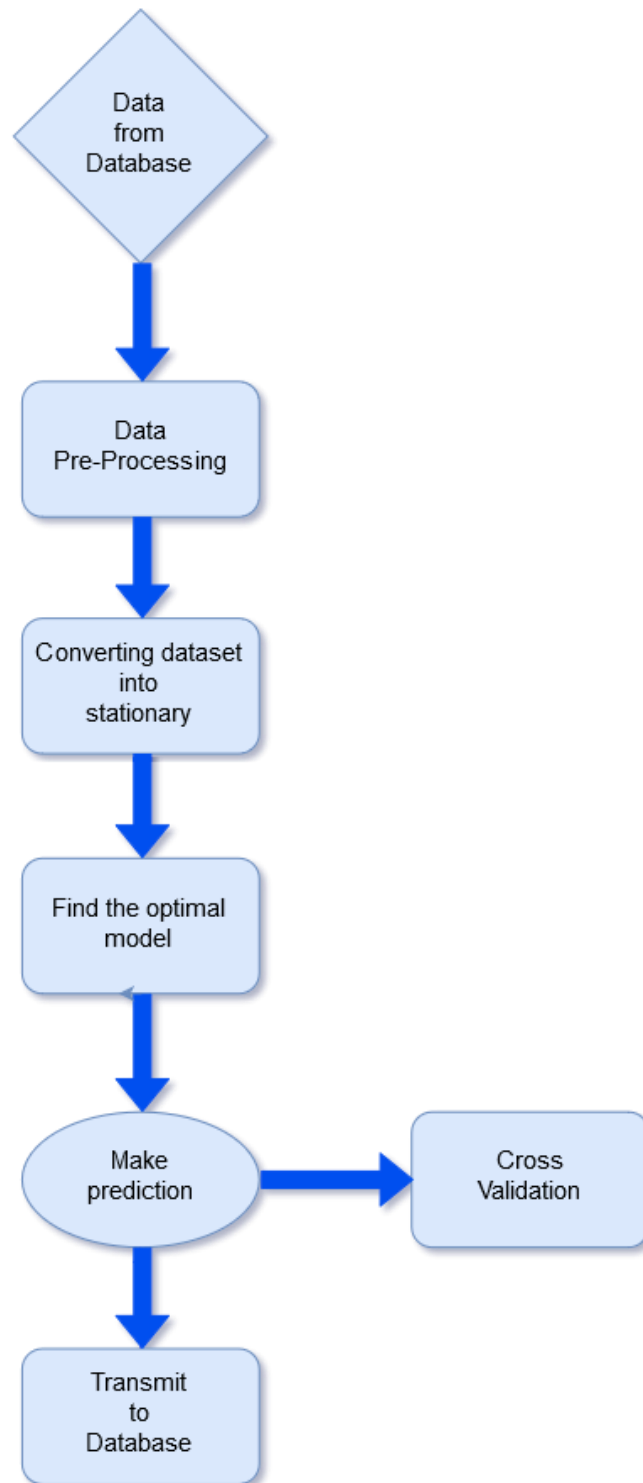 Data
from
Database
Data
Pre-Processing
Converting dataset
into
stationary
Find the optimal
model
Make
prediction
Cross
Validation
Transmit
to
Database